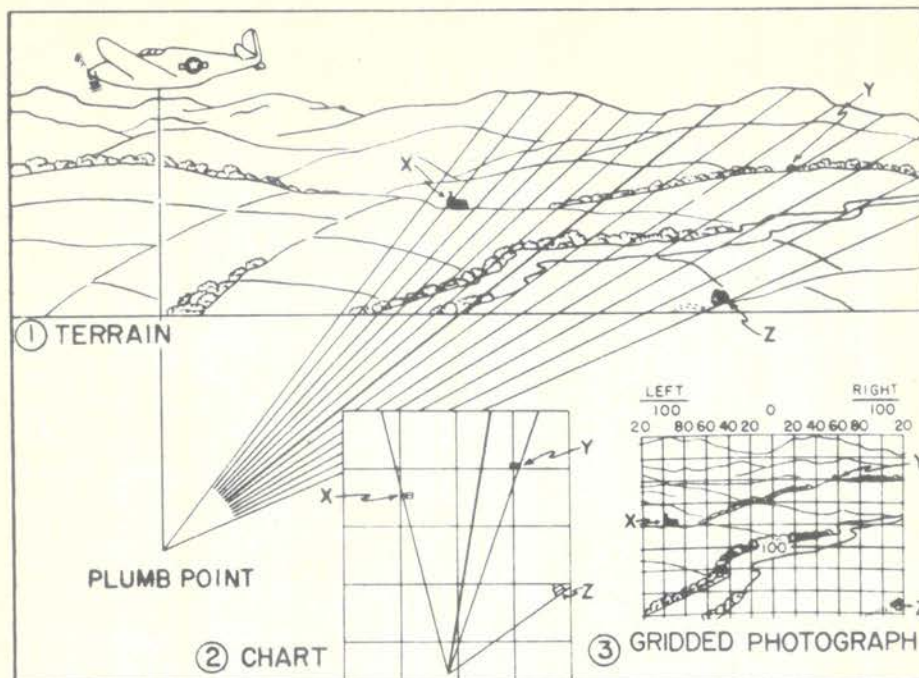 Y
X
① TERRAIN
Z
LEFT
RIGHT
100
0
100
20 80 60 40 20
20 40 60 80 20
Y
X
Y
X
100
Z
Z
PLUMB POINT
② CHART
③ GRIDDED PHOTOGRAPH